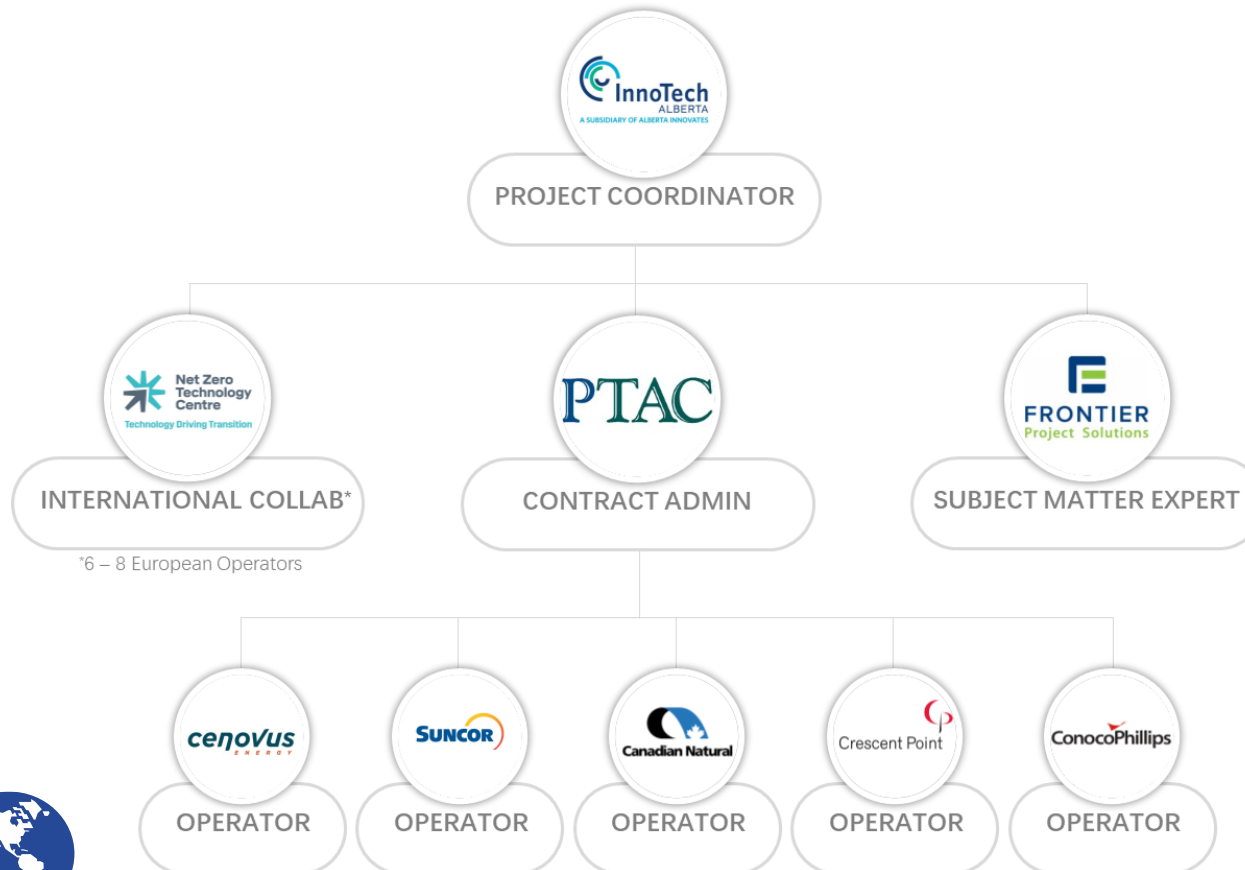 InnoTech
ALBERTA
A SUBSIDIARY OF ALBERTA INNOVATES
PROJECT COORDINATOR
Net Zero
Technology
Centre
Technology Driving Transition
INTERNATIONAL COLLAB*
*6 – 8 European Operators
PTAC
CONTRACT ADMIN
FRONTIER
Project Solutions
SUBJECT MATTER EXPERT
cenovus
ENERGY
OPERATOR
SUNCOR
OPERATOR
Canadian Natural
OPERATOR
Crescent Point
OPERATOR
ConocoPhillips
OPERATOR